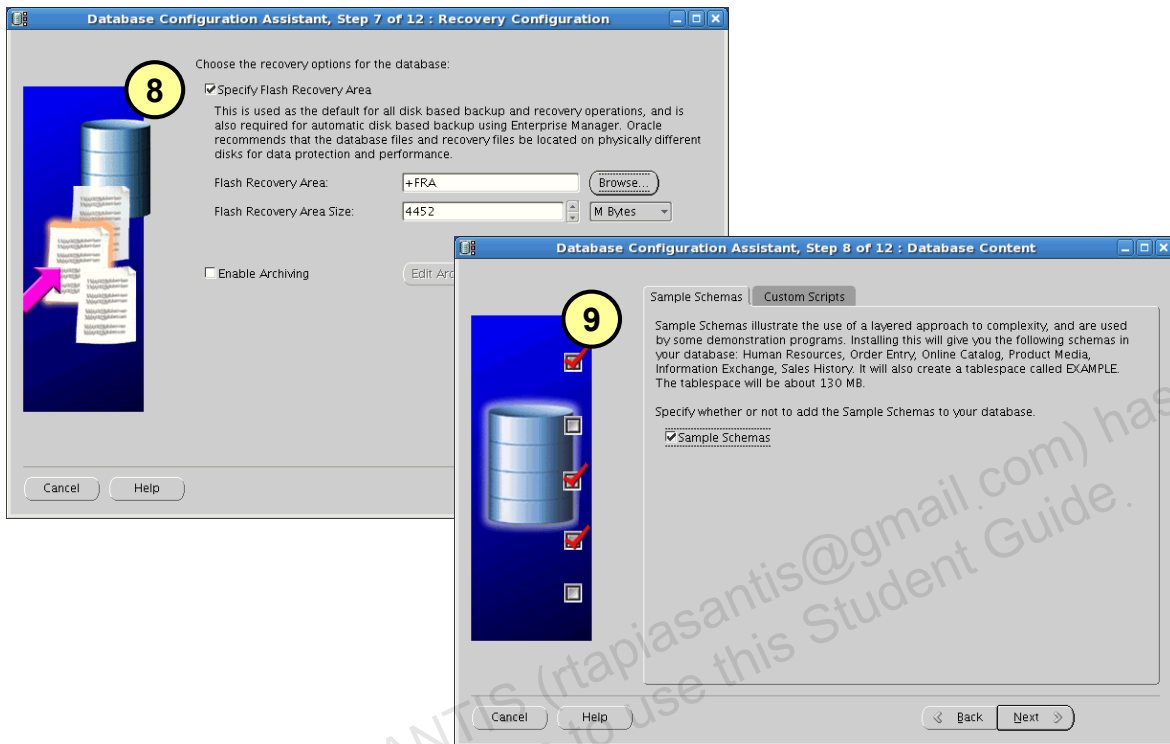 Database Configuration Assistant, Step 7 of 12 : Recovery Configuration
8
Choose the recovery options for the database:
Specify Flash Recovery Area
This is used as the default for all disk based backup and recovery operations, and is
also required for automatic disk based backup using Enterprise Manager. Oracle
recommends that the database files and recovery files be located on physically different
disks for data protection and performance.
Flash Recovery Area: +FRA Browse...
Flash Recovery Area Size: 4452 M Bytes
Enable Archiving Edit Arc
Cancel Help
Database Configuration Assistant, Step 8 of 12 : Database Content
9
Sample Schemas Custom Scripts
Sample Schemas illustrate the use of a layered approach to complexity, and are used
by some demonstration programs. Installing this will give you the following schemas in
your database: Human Resources, Order Entry, Online Catalog, Product Media,
Information Exchange, Sales History. It will also create a tablespace called EXAMPLE.
The tablespace will be about 130 MB.
Specify whether or not to add the Sample Schemas to your database.
Sample Schemas
Cancel Help Back Next
ANTIS (rtapiasantis@gmail.com) has
to use this Student Guide.